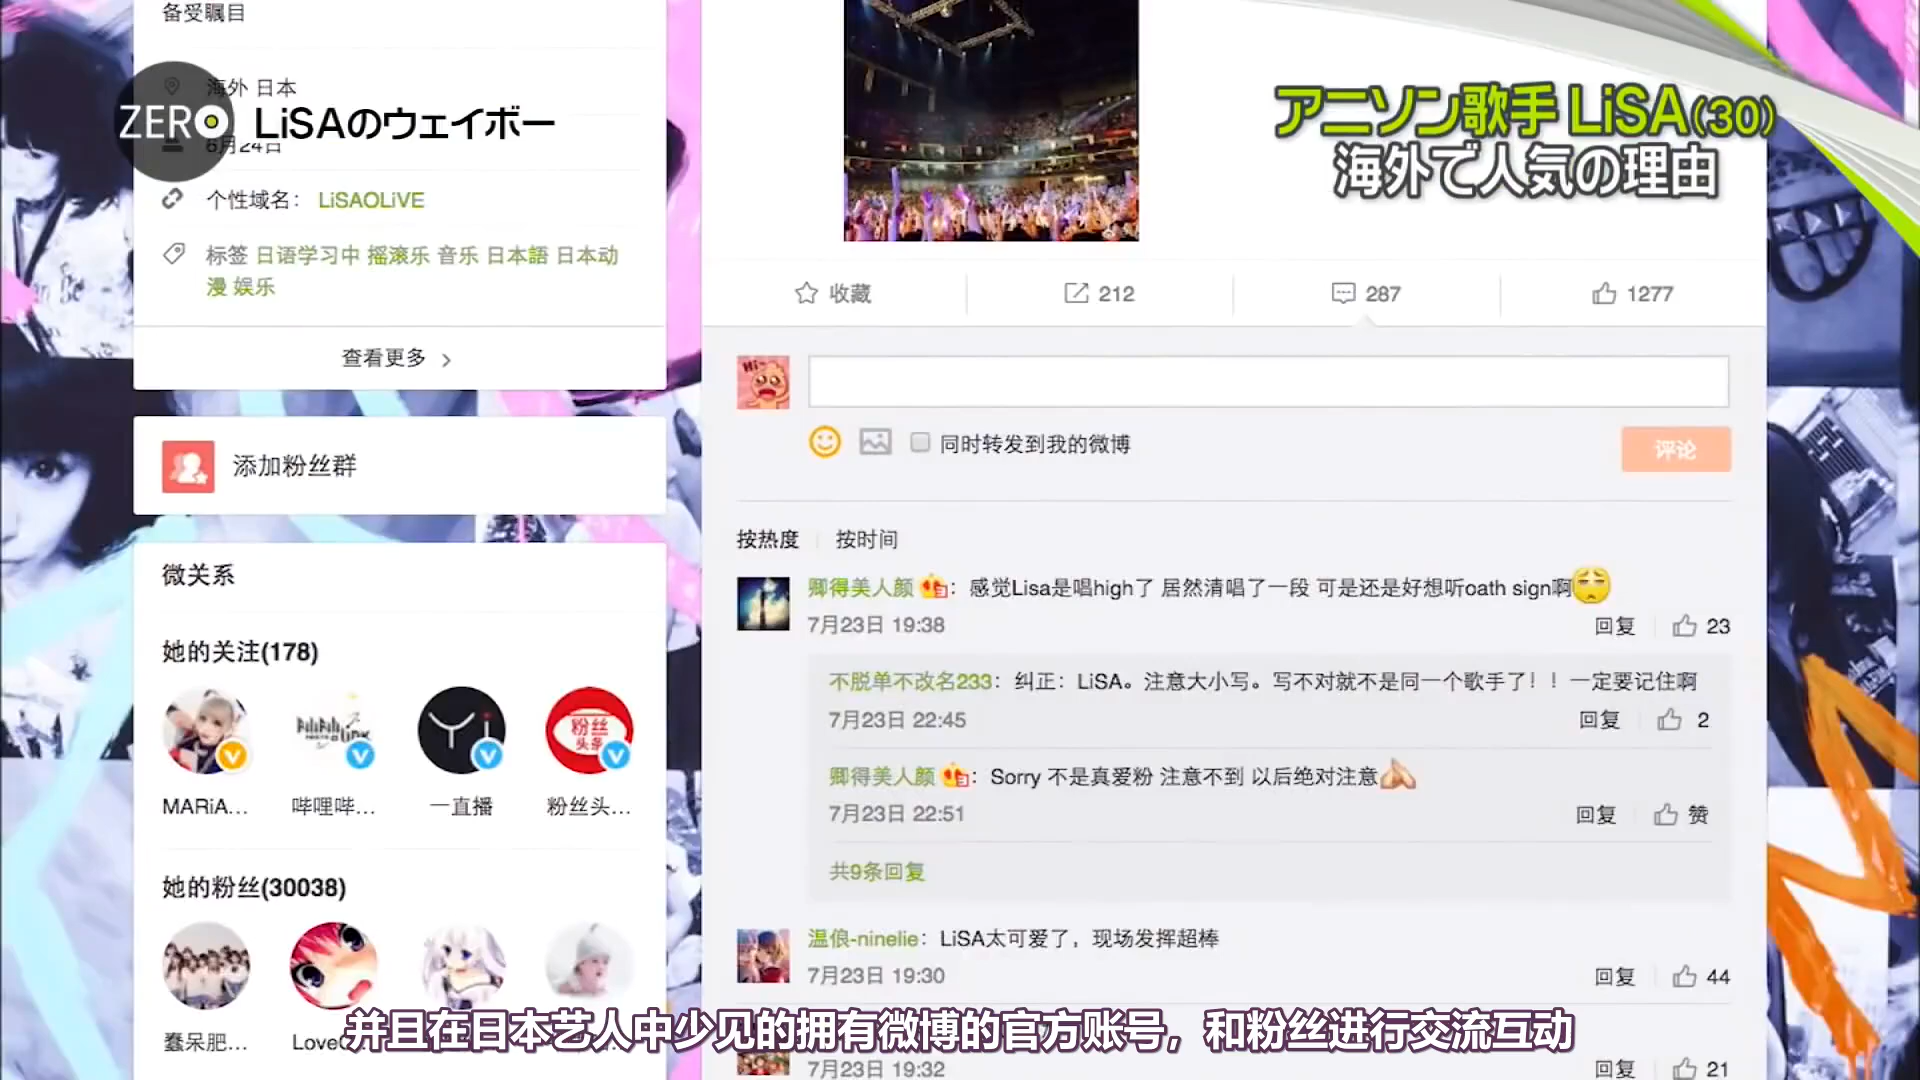 备受瞩目
海外 日本
ZERO LiSAのウェイボー
6月24日
个性域名： LiSAOLiVE
标签 日语学习中 摇滚乐 音乐 日本語 日本动
漫 娱乐
查看更多 >
添加粉丝群
微关系
她的关注(178)
MARiA... 哔哩哔... 一直播 粉丝头...
粉丝
头条
她的粉丝(30038)
蠢呆肥...
アニソン歌手 LiSA(30)
海外で人気の理由
收藏 212 287 1277
Hi~
同时转发到我的微博
评论
按热度 按时间
卿得美人颜：感觉Lisa是唱high了 居然清唱了一段 可是还是好想听oath sign啊
7月23日 19:38 回复 23
不脱单不改名233：纠正：LiSA。注意大小写。写不对就不是同一个歌手了！！一定要记住啊
7月23日 22:45 回复 2
卿得美人颜：Sorry 不是真爱粉 注意不到 以后绝对注意
7月23日 22:51 回复 赞
共9条回复
温俍-ninelie：LiSA太可爱了，现场发挥超棒
7月23日 19:30 回复 44
并且在日本艺人中少见的拥有微博的官方账号，和粉丝进行交流互动
7月23日 19:32 回复 21